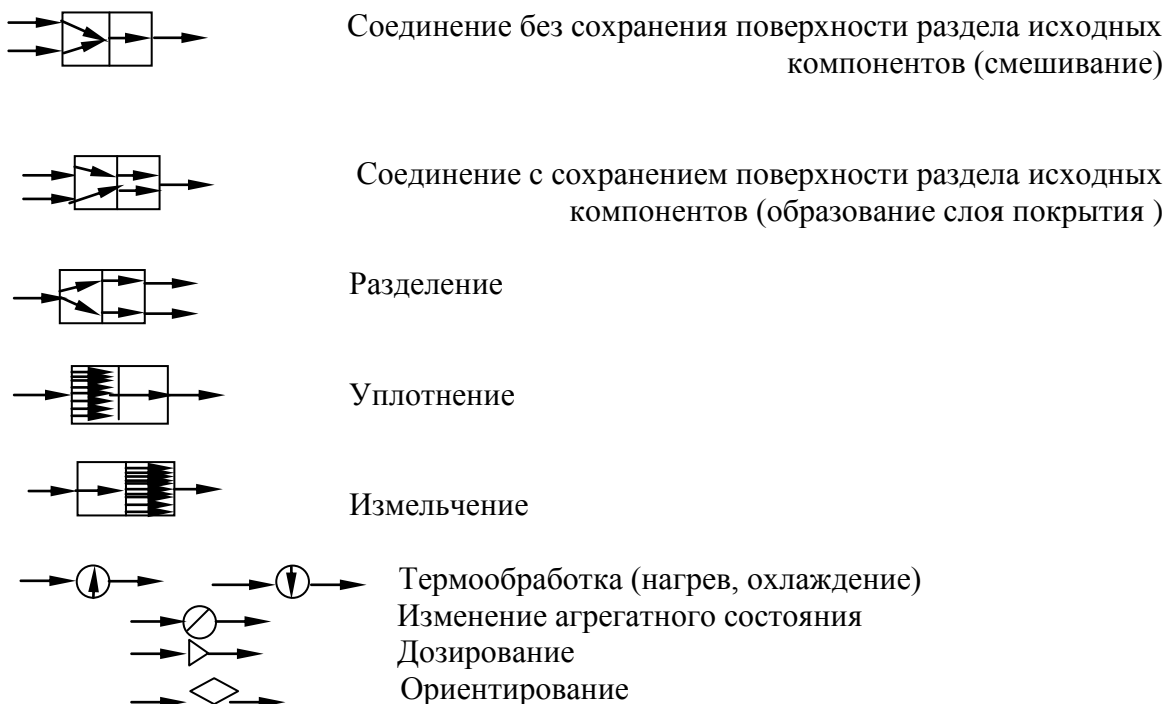 Соединение без сохранения поверхности раздела исходных
компонентов (смешивание)
Соединение с сохранением поверхности раздела исходных
компонентов (образование слоя покрытия )
Разделение
Уплотнение
Измельчение
Термообработка (нагрев, охлаждение)
Изменение агрегатного состояния
Дозирование
Ориентирование